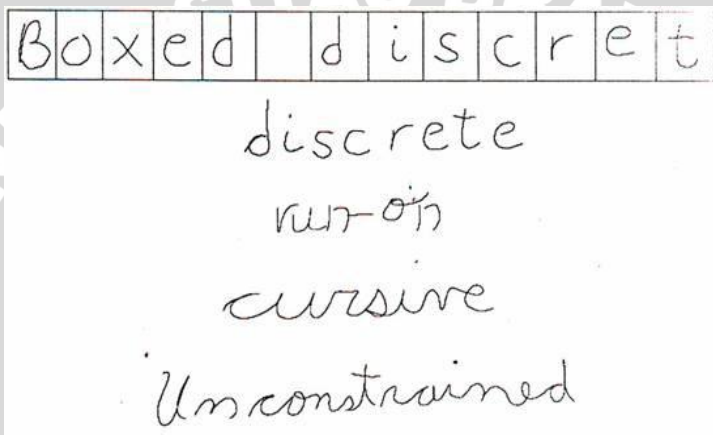 Boxed discret
discrete
run-on
cursive
Unconstrained